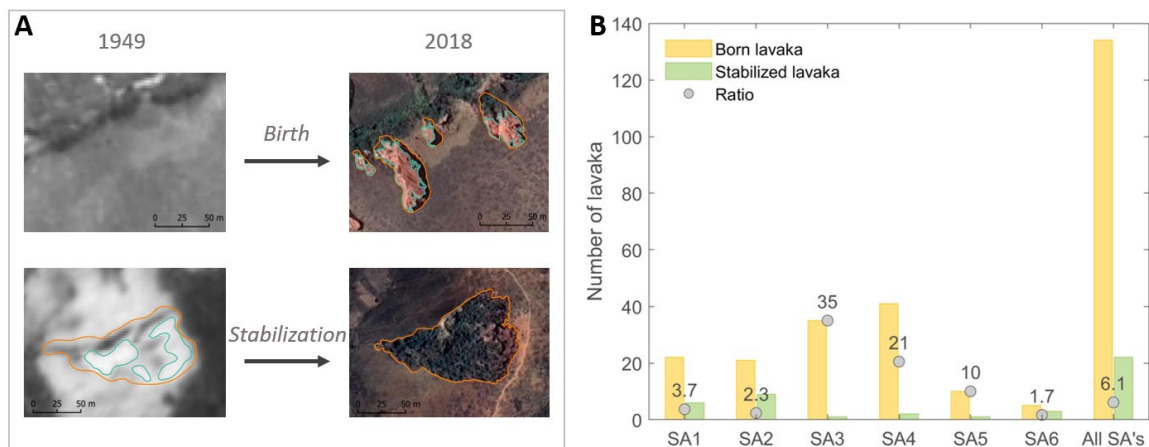 A
1949
2018
Birth
0 25 50 m
0 25 50 m
Stabilization
0 25 50 m
0 25 50 m
B
Number of lavaka
140
120
100
80
60
40
20
0
Born lavaka
Stabilized lavaka
Ratio
3.7
2.3
35
21
10
1.7
6.1
SA1 SA2 SA3 SA4 SA5 SA6 All SA's